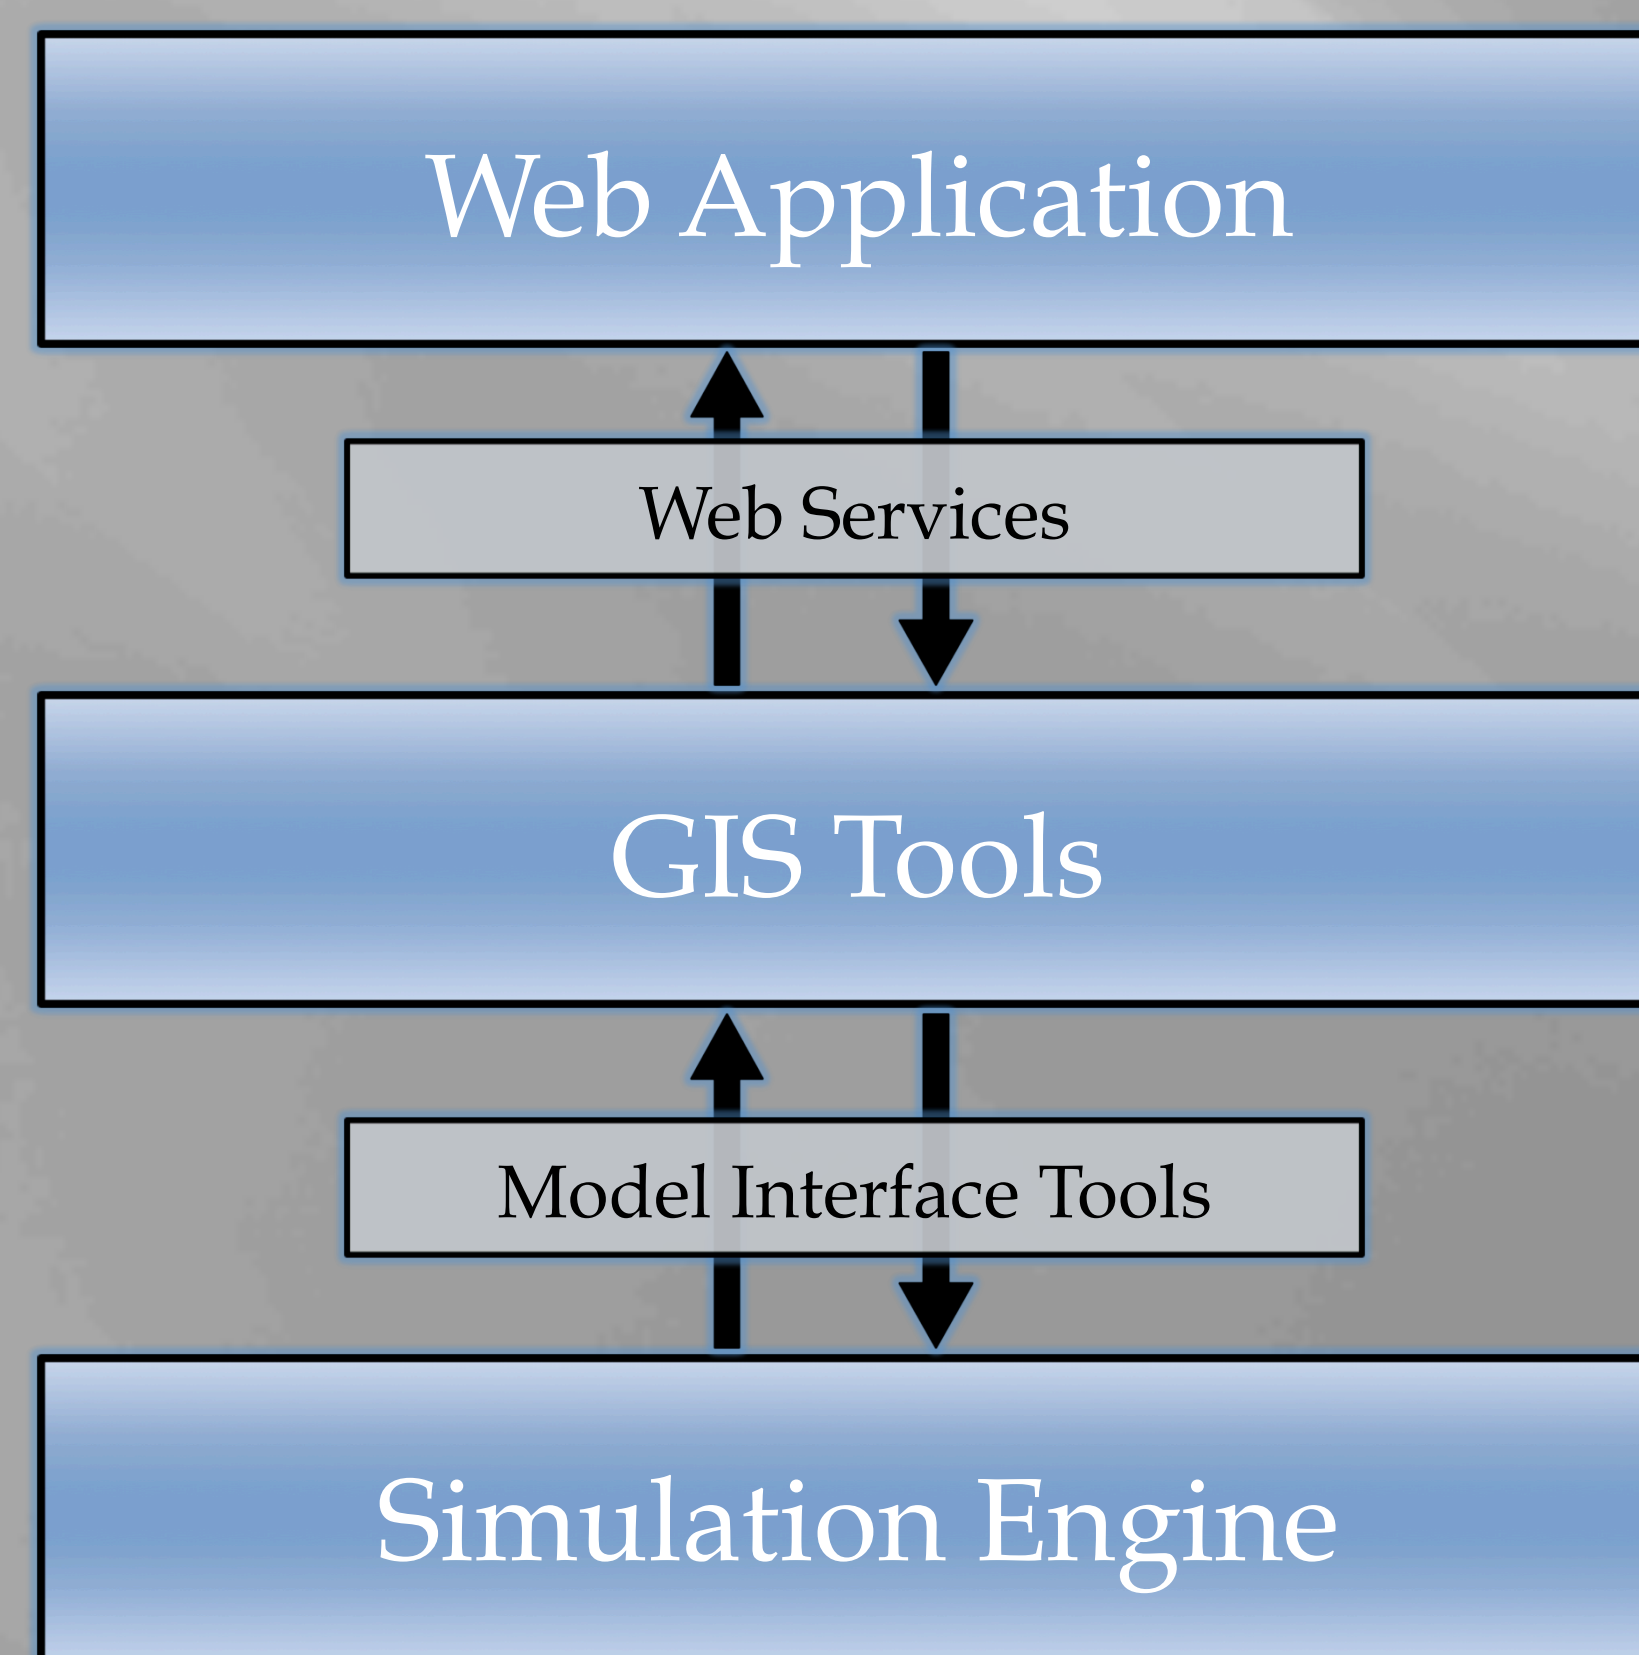 Web Application
Web Services
GIS Tools
Model Interface Tools
Simulation Engine